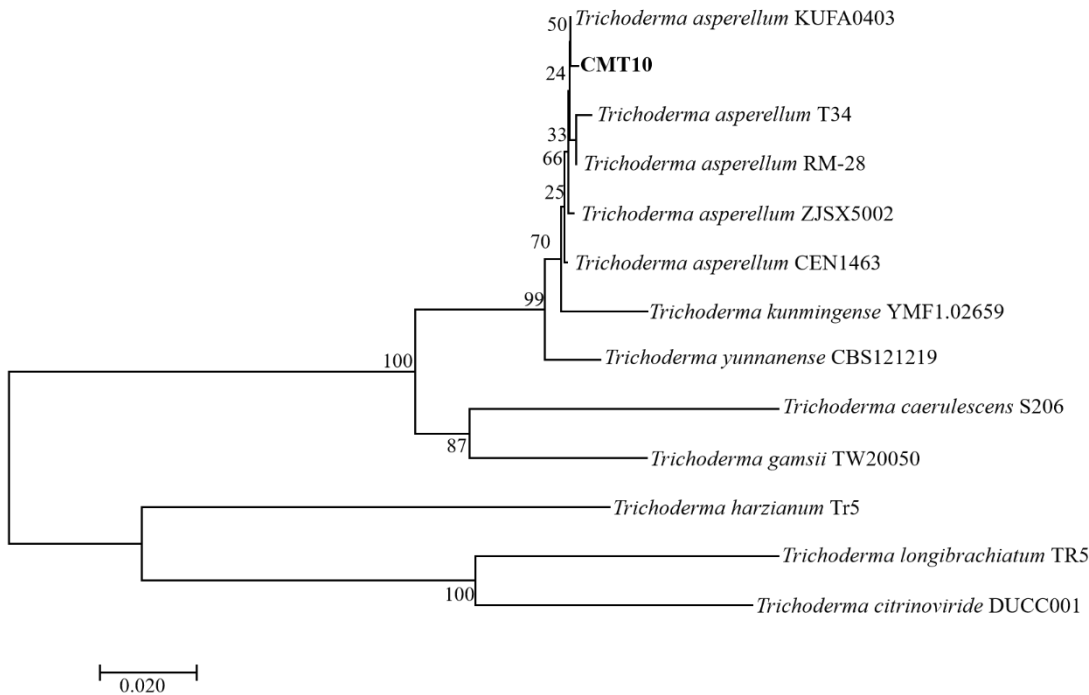 50
Trichoderma asperellum KUFA0403
CMT10
24
Trichoderma asperellum T34
33
66
Trichoderma asperellum RM-28
25
Trichoderma asperellum ZJSX5002
70
Trichoderma asperellum CEN1463
99
Trichoderma kunmingense YMF1.02659
Trichoderma yunnanense CBS121219
100
Trichoderma caerulescens S206
87
Trichoderma gamsii TW20050
Trichoderma harzianum Tr5
Trichoderma longibrachiatum TR5
100
Trichoderma citrinoviride DUCC001
0.020